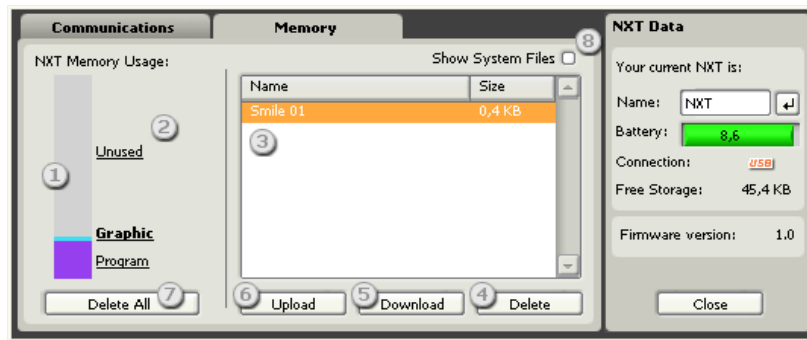 Communications
Memory
NXT Memory Usage:
Show System Files
8
Name Size
Smile 01 0,4 KB
1
2
3
Unused
Graphic
Program
Delete All
7
6
Upload
5
Download
4
Delete
NXT Data
Your current NXT is:
Name: NXT
Battery: 8,6
Connection: USB
Free Storage: 45,4 KB
Firmware version: 1.0
Close